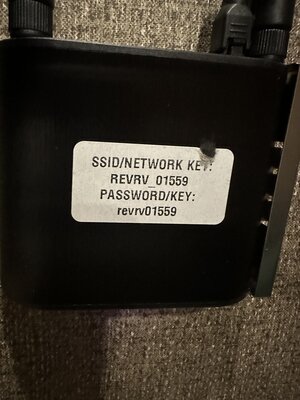 SSID/NETWORK KEY:
REVRV_01559
PASSWORD/KEY:
revrv01559